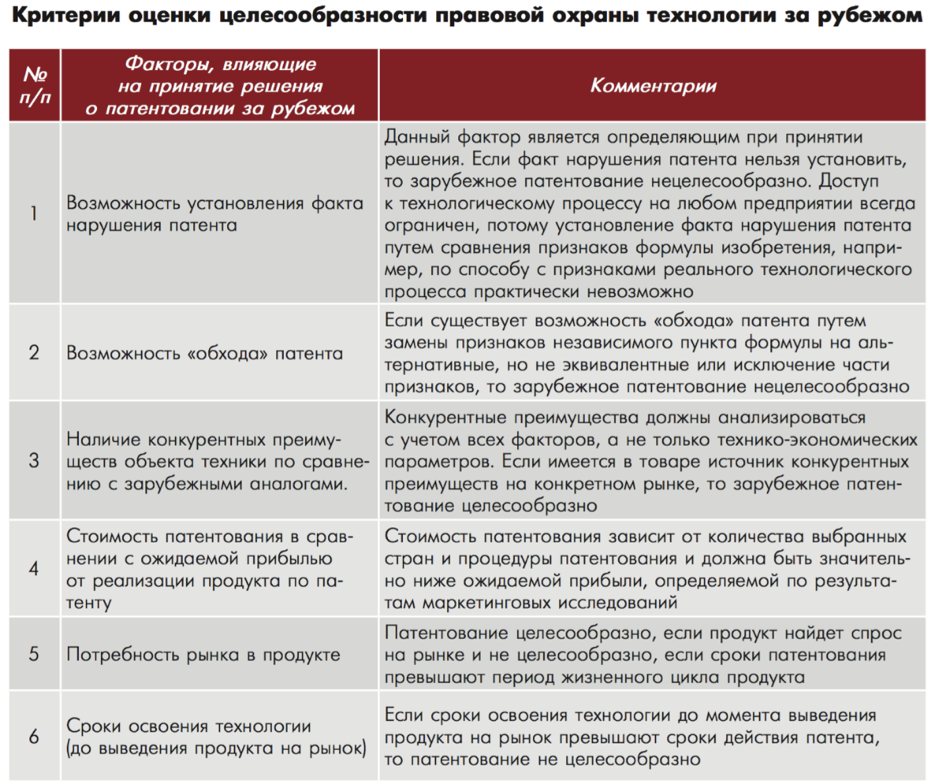 Критерии оценки целесообразности правовой охраны технологии за рубежом
№
п/п
Факторы, влияющие
на принятие решения
о патентовании за рубежом
Комментарии
1
Возможность установления факта
нарушения патента
Данный фактор является определяющим при принятии
решения. Если факт нарушения патента нельзя установить,
то зарубежное патентование нецелесообразно. Доступ
к технологическому процессу на любом предприятии всегда
ограничен, потому установление факта нарушения патента
путем сравнения признаков формулы изобретения, напри-
мер, по способу с признаками реального технологического
процесса практически невозможно
2
Возможность «обхода» патента
Если существует возможность «обхода» патента путем
замены признаков независимого пункта формулы на аль-
тернативные, но не эквивалентные или исключение части
признаков, то зарубежное патентование нецелесообразно
3
Наличие конкурентных преиму-
ществ объекта техники по сравне-
нию с зарубежными аналогами.
Конкурентные преимущества должны анализироваться
с учетом всех факторов, а не только технико-экономических
параметров. Если имеется в товаре источник конкурентных
преимуществ на конкретном рынке, то зарубежное патен-
тование целесообразно
4
Стоимость патентования в срав-
нении с ожидаемой прибылью
от реализации продукта по па-
тенту
Стоимость патентования зависит от количества выбранных
стран и процедуры патентования и должна быть значитель-
но ниже ожидаемой прибыли, определяемой по результа-
там маркетинговых исследований
5
Потребность рынка в продукте
Патентование целесообразно, если продукт найдет спрос
на рынке и не целесообразно, если сроки патентования
превышают период жизненного цикла продукта
6
Сроки освоения технологии
(до выведения продукта на рынок)
Если сроки освоения технологии до момента выведения
продукта на рынок превышают сроки действия патента,
то патентование не целесообразно